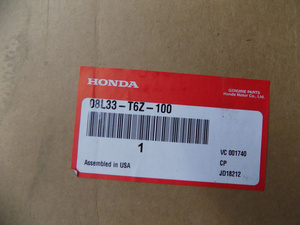 HONDA
GENUINE PARTS
Honda Motor Co., Ltd.
08L33-T6Z-100
1
VC 001740
Assembled in USA
CP
JD18212